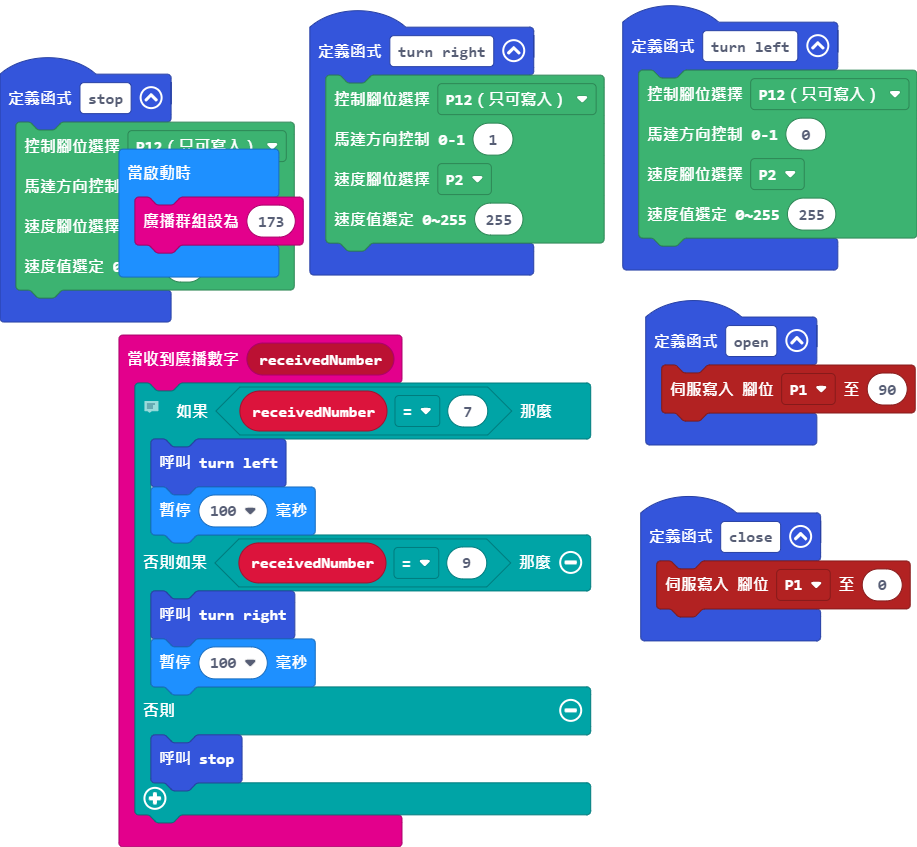 定義函式 stop
控制腳位選擇 P12（只可寫入）
馬達方向控制
速度腳位選擇
速度值選定
當啟動時
廣播群組設為 173
定義函式 turn right
控制腳位選擇 P12（只可寫入）
馬達方向控制 0-1 1
速度腳位選擇 P2
速度值選定 0~255 255
定義函式 turn left
控制腳位選擇 P12（只可寫入）
馬達方向控制 0-1 0
速度腳位選擇 P2
速度值選定 0~255 255
當收到廣播數字 receivedNumber
如果 receivedNumber = 7 那麼
呼叫 turn left
暫停 100 毫秒
否則如果 receivedNumber = 9 那麼
呼叫 turn right
暫停 100 毫秒
否則
呼叫 stop
定義函式 open
伺服寫入 腳位 P1 至 90
定義函式 close
伺服寫入 腳位 P1 至 0